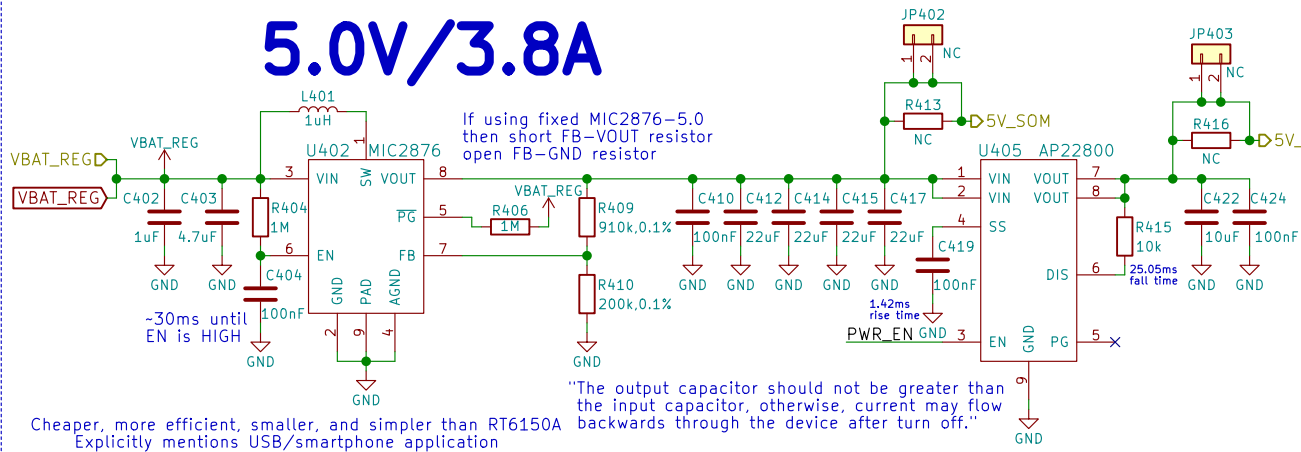 5.0V/3.8A
JP402
1
2
NC
JP403
1
2
NC
L401
1uH
R413
NC
5V_SOM
R416
NC
5V_
If using fixed MIC2876-5.0
then short FB-VOUT resistor
open FB-GND resistor
VBAT_REG
VBAT_REG
VBAT_REG
U402
MIC2876
1
SW
3
VIN
VOUT
8
PG
5
EN
6
FB
7
GND
PAD
AGND
2
9
4
GND
C402
1uF
GND
C403
4.7uF
GND
R404
1M
C404
100nF
GND
~30ms until
EN is HIGH
VBAT_REG
R406
1M
R409
910k,0.1%
R410
200k,0.1%
GND
C410
100nF
GND
C412
22uF
GND
C414
22uF
GND
C415
22uF
GND
C417
22uF
GND
C419
100nF
GND
1.42ms
rise time
PWR_EN
U405
AP22800
1
VIN
2
VIN
4
SS
3
EN
VOUT
7
VOUT
8
DIS
6
PG
5
GND
9
GND
R415
10k
25.05ms
fall time
C422
10uF
GND
C424
100nF
GND
"The output capacitor should not be greater than
the input capacitor, otherwise, current may flow
backwards through the device after turn off."
Cheaper, more efficient, smaller, and simpler than RT6150A
Explicitly mentions USB/smartphone application